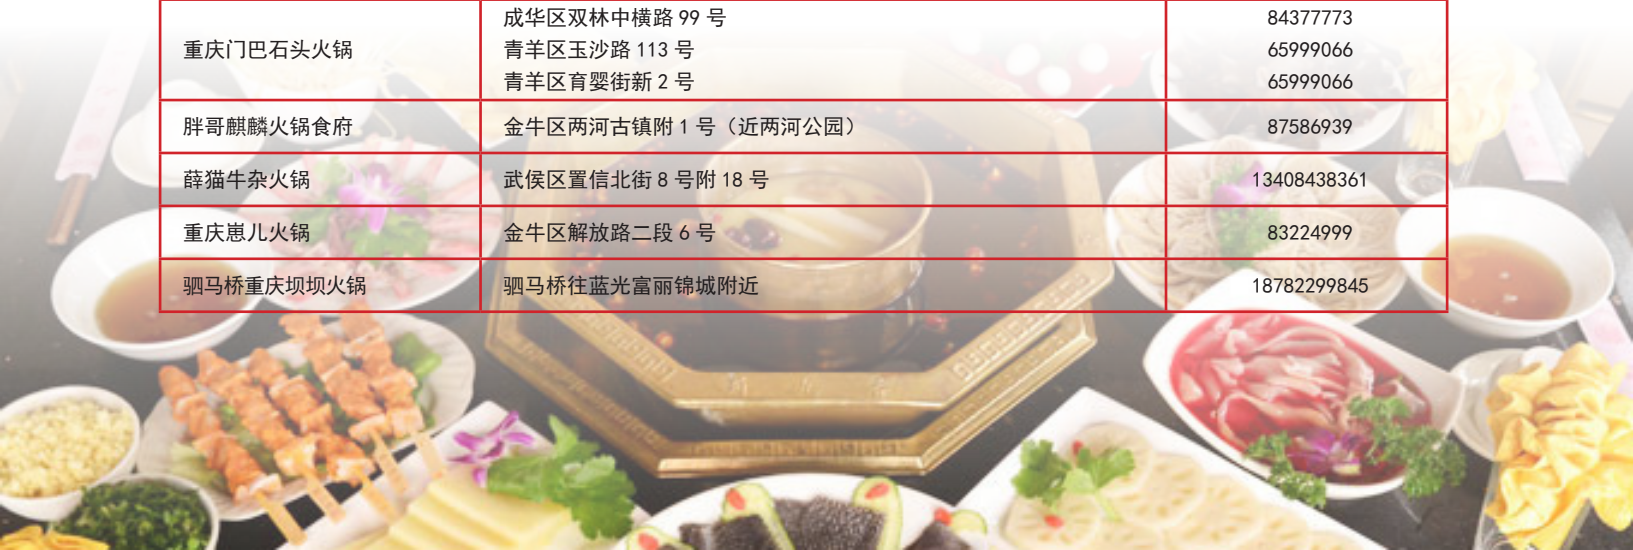 成华区双林中横路 99 号 84377773
重庆门巴石头火锅 青羊区玉沙路 113 号 65999066
青羊区育婴街新 2 号 65999066
胖哥麒麟火锅食府 金牛区两河古镇附 1 号（近两河公园） 87586939
薛猫牛杂火锅 武侯区置信北街 8 号附 18 号 13408438361
重庆崽儿火锅 金牛区解放路二段 6 号 83224999
驷马桥重庆坝坝火锅 驷马桥往蓝光富丽锦城附近 18782299845